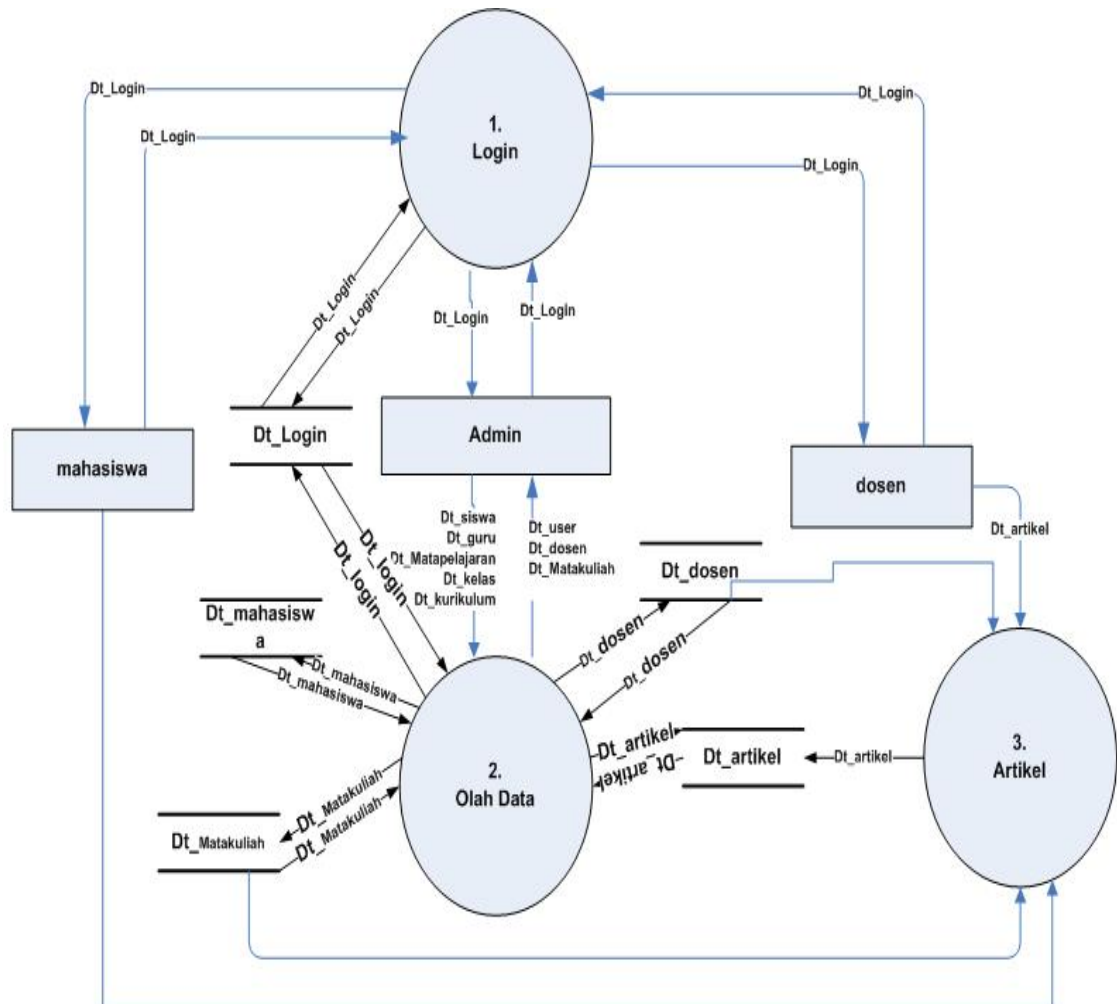 Dt_Login
Dt_Login
1.
Login
Dt_Login
Dt_Login
Dt_Login
Dt_Login
Dt_Login
Dt_Login
Dt_Login
Admin
mahasiswa
dosen
Dt_siswa
Dt_guru
Dt_Matapelajaran
Dt_kelas
Dt_kurikulum
Dt_user
Dt_dosen
Dt_Matakuliah
Dt_artikel
Dt_login
Dt_login
Dt_dosen
Dt_mahasisw
a
Dt_mahasiswa
Dt_mahasiswa
Dt_dosen
Dt_dosen
2.
Olah Data
Dt_artikel
Dt_artikel
Dt_artikel
Dt_artikel
3.
Artikel
Dt_Matakuliah
Dt_Matakuliah
Dt_Matakuliah